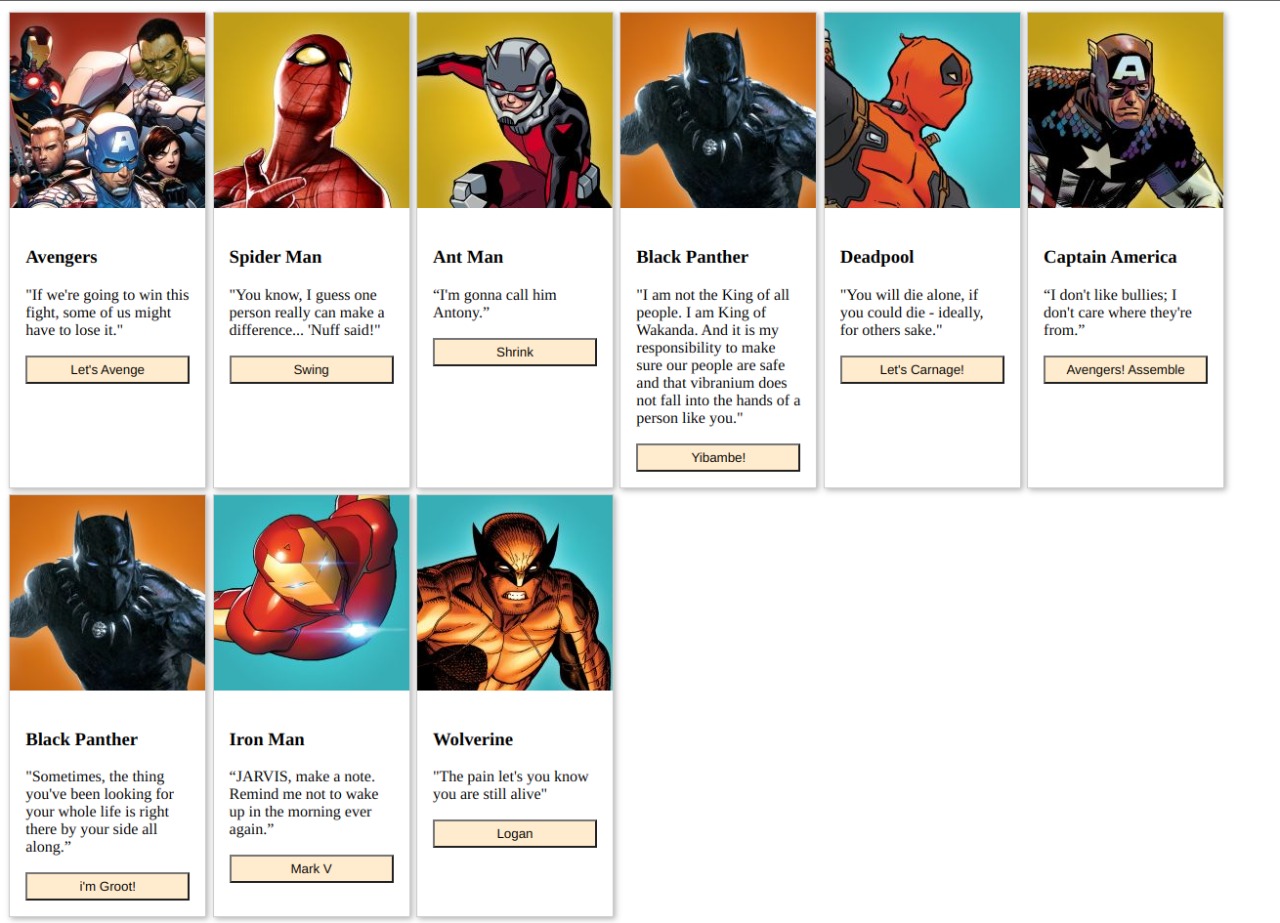 Avengers
"If we're going to win this
fight, some of us might
have to lose it."
Let's Avenge
Spider Man
"You know, I guess one
person really can make a
difference... 'Nuff said!"
Swing
Ant Man
“I'm gonna call him
Antony.”
Shrink
Black Panther
"I am not the King of all
people. I am King of
Wakanda. And it is my
responsibility to make
sure our people are safe
and that vibranium does
not fall into the hands of a
person like you."
Yibambe!
Deadpool
"You will die alone, if
you could die - ideally,
for others sake."
Let's Carnage!
Captain America
“I don't like bullies; I
don't care where they're
from.”
Avengers! Assemble
Black Panther
"Sometimes, the thing
you've been looking for
your whole life is right
there by your side all
along.”
i'm Groot!
Iron Man
“JARVIS, make a note.
Remind me not to wake
up in the morning ever
again.”
Mark V
Wolverine
"The pain let's you know
you are still alive"
Logan